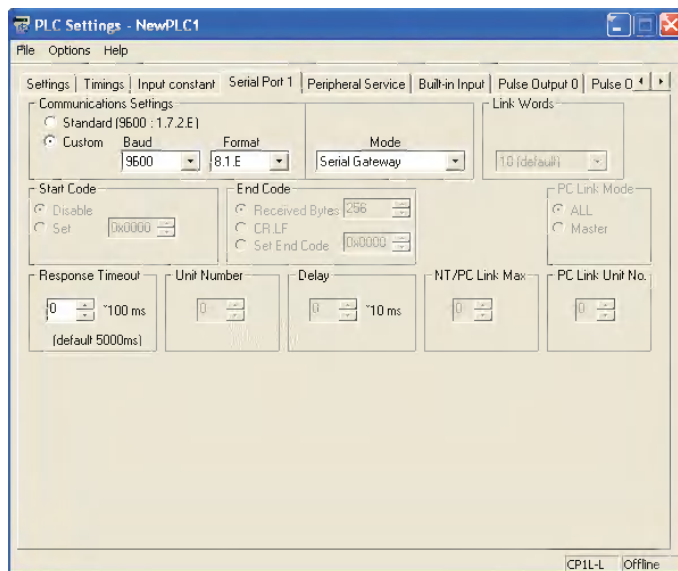 PLC Settings - NewPLC1
File Options Help
Settings Timings Input constant Serial Port 1 Peripheral Service Built-in Input Pulse Output 0 Pulse O
Communications Settings Link Words
Standard (9600 : 1.7.2.E)
Custom Baud Format Mode
9600 8.1.E Serial Gateway 10 (default)
Start Code End Code PC Link Mode
Disable Received Bytes 256 ALL
Set 0x0000 CR.LF Master
Set End Code 0x0000
Response Timeout Unit Number Delay NT/PC Link Max PC Link Unit No.
0 *100 ms 0 0 *10 ms 0 0
(default 5000ms)
CP1L-L Offline